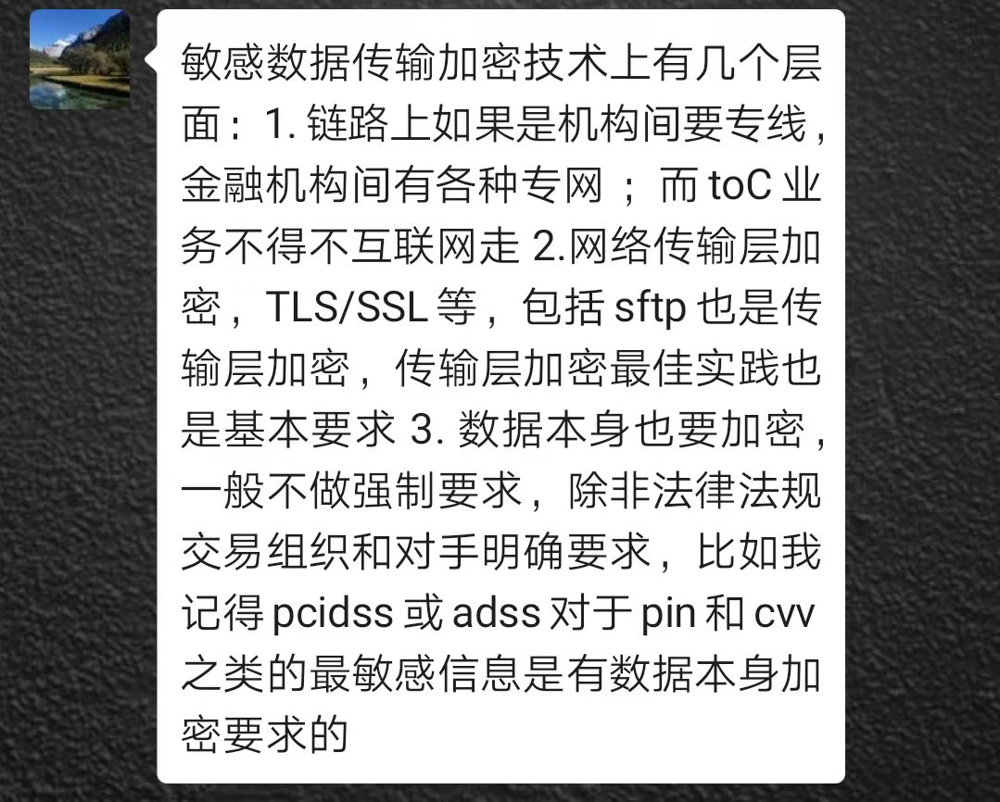 敏感数据传输加密技术上有几个层
面：1. 链路上如果是机构间要专线，
金融机构间有各种专网 ；而 toC 业
务不得不互联网走 2.网络传输层加
密，TLS/SSL 等，包括 sftp 也是传
输层加密，传输层加密最佳实践也
是基本要求 3. 数据本身也要加密，
一般不做强制要求，除非法律法规
交易组织和对手明确要求，比如我
记得 pcidss 或 adss 对于 pin 和 cvv
之类的最敏感信息是有数据本身加
密要求的